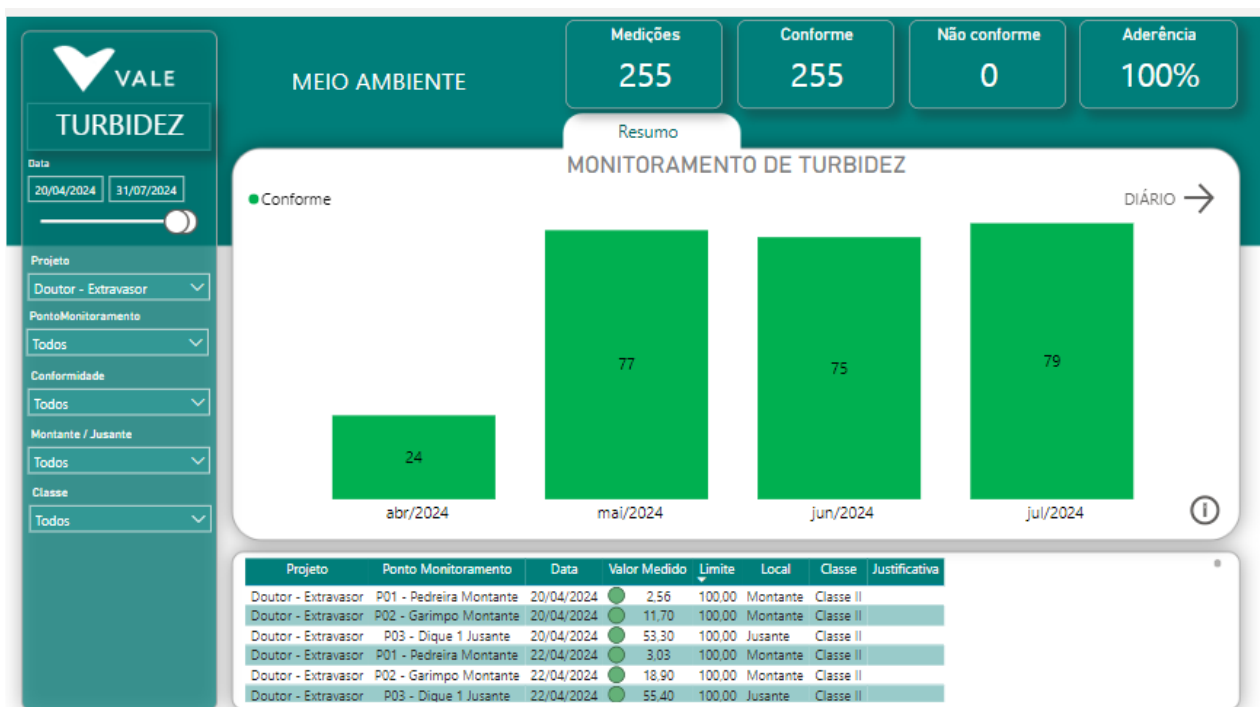 VALE
TURBIDEZ
MEIO AMBIENTE
Medições
255
Conforme
255
Não conforme
0
Aderência
100%
Data
20/04/2024 31/07/2024
Projeto
Doutor - Extravasor
PontoMonitoramento
Todos
Conformidade
Todos
Montante / Jusante
Todos
Classe
Todos
Resumo
MONITORAMENTO DE TURBIDEZ
Conforme
DIÁRIO
24 77 75 79
abr/2024 mai/2024 jun/2024 jul/2024
Projeto Ponto Monitoramento Data Valor Medido Limite Local Classe Justificativa
Doutor - Extravasor P01 - Pedreira Montante 20/04/2024 2,56 100,00 Montante Classe II
Doutor - Extravasor P02 - Garimpo Montante 20/04/2024 11,70 100,00 Montante Classe II
Doutor - Extravasor P03 - Dique 1 Jusante 20/04/2024 53,30 100,00 Jusante Classe II
Doutor - Extravasor P01 - Pedreira Montante 22/04/2024 3,03 100,00 Montante Classe II
Doutor - Extravasor P02 - Garimpo Montante 22/04/2024 18,90 100,00 Montante Classe II
Doutor - Extravasor P03 - Dique 1 Jusante 22/04/2024 55,40 100,00 Jusante Classe II